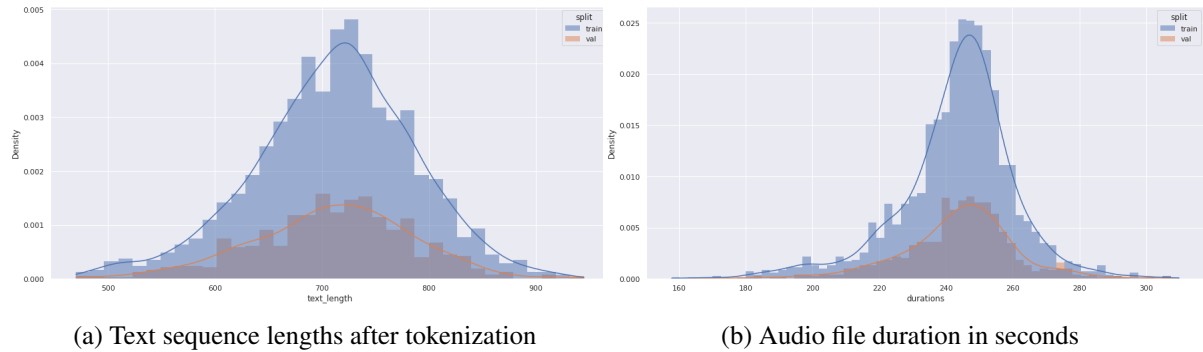 0.005
0.004
0.003
0.002
0.001
0.000
Density
500
600
700
800
900
text_length
split
train
val
(a) Text sequence lengths after tokenization
0.025
0.020
0.015
0.010
0.005
0.000
Density
160
180
200
220
240
260
280
300
durations
split
train
val
(b) Audio file duration in seconds